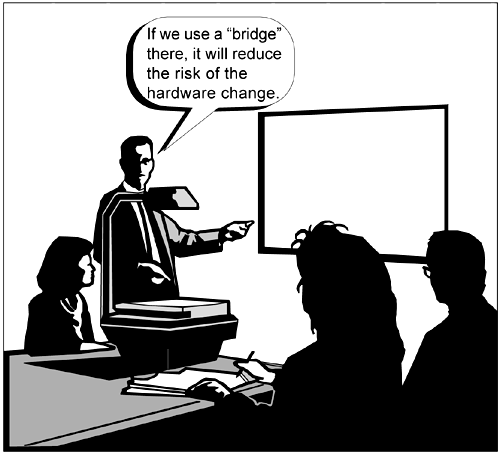 If we use a “bridge”
there, it will reduce
the risk of the
hardware change.